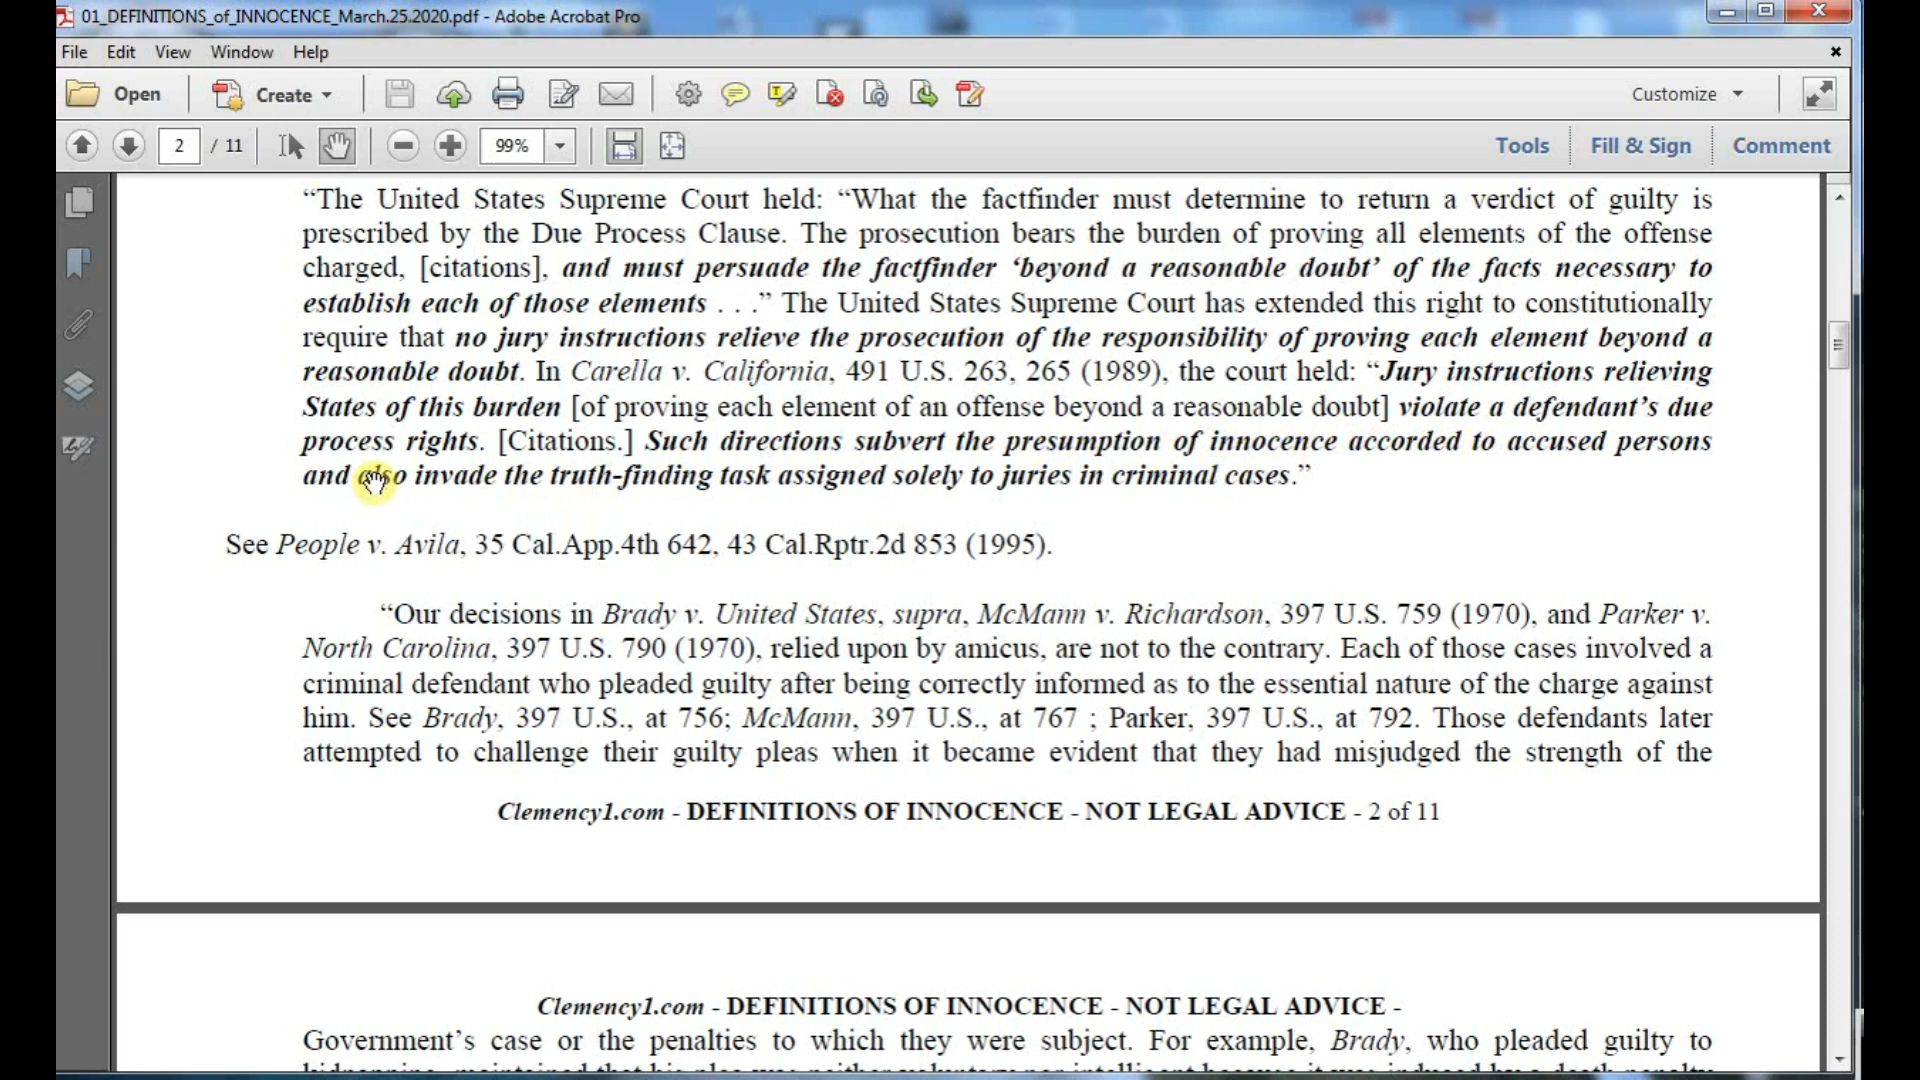 01_DEFINITIONS_of_INNOCENCE_March.25.2020.pdf - Adobe Acrobat Pro
File Edit View Window Help
Open Create Customize
2 / 11 99% Tools Fill & Sign Comment
“The United States Supreme Court held: “What the factfinder must determine to return a verdict of guilty is
prescribed by the Due Process Clause. The prosecution bears the burden of proving all elements of the offense
charged, [citations], and must persuade the factfinder ‘beyond a reasonable doubt’ of the facts necessary to
establish each of those elements . . .” The United States Supreme Court has extended this right to constitutionally
require that no jury instructions relieve the prosecution of the responsibility of proving each element beyond a
reasonable doubt. In Carella v. California, 491 U.S. 263, 265 (1989), the court held: “Jury instructions relieving
States of this burden [of proving each element of an offense beyond a reasonable doubt] violate a defendant’s due
process rights. [Citations.] Such directions subvert the presumption of innocence accorded to accused persons
and also invade the truth-finding task assigned solely to juries in criminal cases.”
See People v. Avila, 35 Cal.App.4th 642, 43 Cal.Rptr.2d 853 (1995).
“Our decisions in Brady v. United States, supra, McMann v. Richardson, 397 U.S. 759 (1970), and Parker v.
North Carolina, 397 U.S. 790 (1970), relied upon by amicus, are not to the contrary. Each of those cases involved a
criminal defendant who pleaded guilty after being correctly informed as to the essential nature of the charge against
him. See Brady, 397 U.S., at 756; McMann, 397 U.S., at 767 ; Parker, 397 U.S., at 792. Those defendants later
attempted to challenge their guilty pleas when it became evident that they had misjudged the strength of the
Clemency1.com - DEFINITIONS OF INNOCENCE - NOT LEGAL ADVICE - 2 of 11
Clemency1.com - DEFINITIONS OF INNOCENCE - NOT LEGAL ADVICE -
Government’s case or the penalties to which they were subject. For example, Brady, who pleaded guilty to